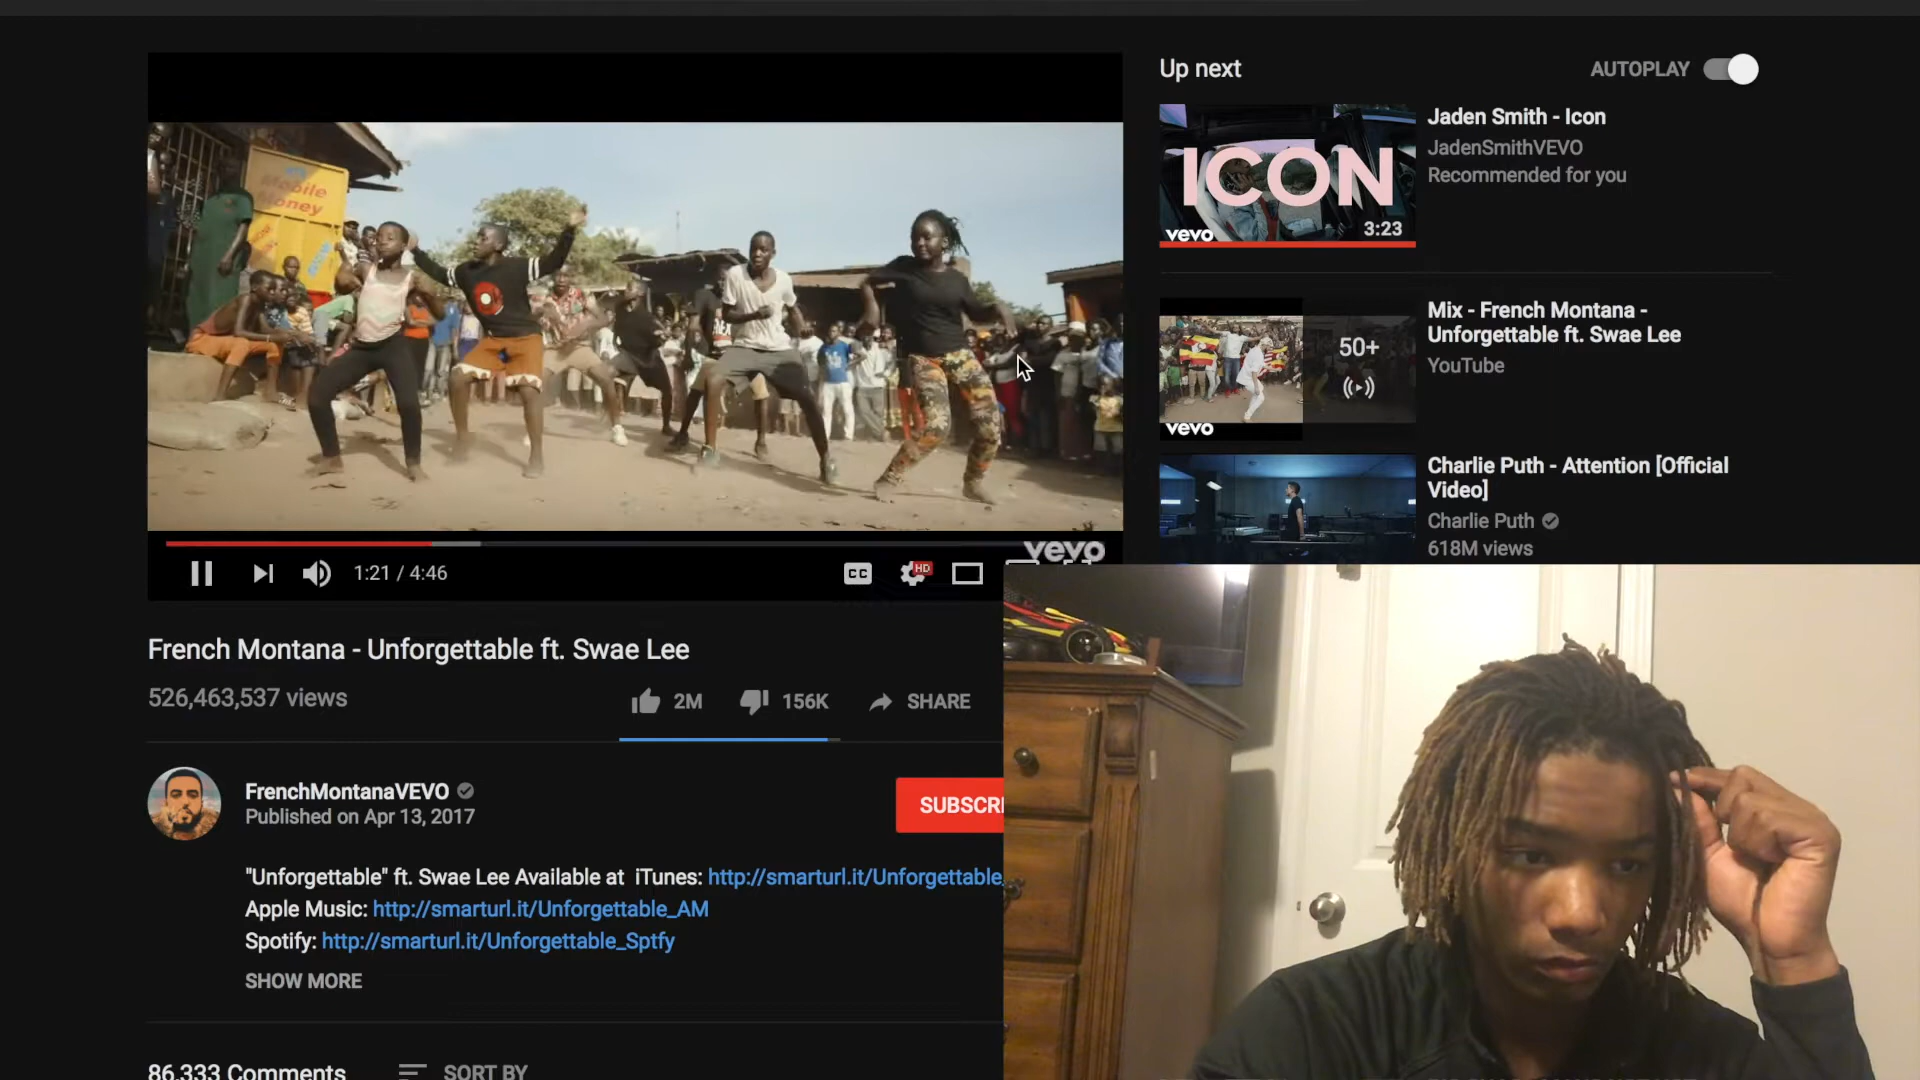 Mobile
Money
vevo
1:21 / 4:46
CC
HD
French Montana - Unforgettable ft. Swae Lee
526,463,537 views
2M
156K
SHARE
FrenchMontanaVEVO
Published on Apr 13, 2017
SUBSCRI
"Unforgettable" ft. Swae Lee Available at iTunes: http://smarturl.it/Unforgettable
Apple Music: http://smarturl.it/Unforgettable_AM
Spotify: http://smarturl.it/Unforgettable_Sptfy
SHOW MORE
86,333 Comments
SORT BY
Up next
AUTOPLAY
ICON
vevo
3:23
Jaden Smith - Icon
JadenSmithVEVO
Recommended for you
50+
vevo
Mix - French Montana -
Unforgettable ft. Swae Lee
YouTube
Charlie Puth - Attention [Official
Video]
Charlie Puth
618M views